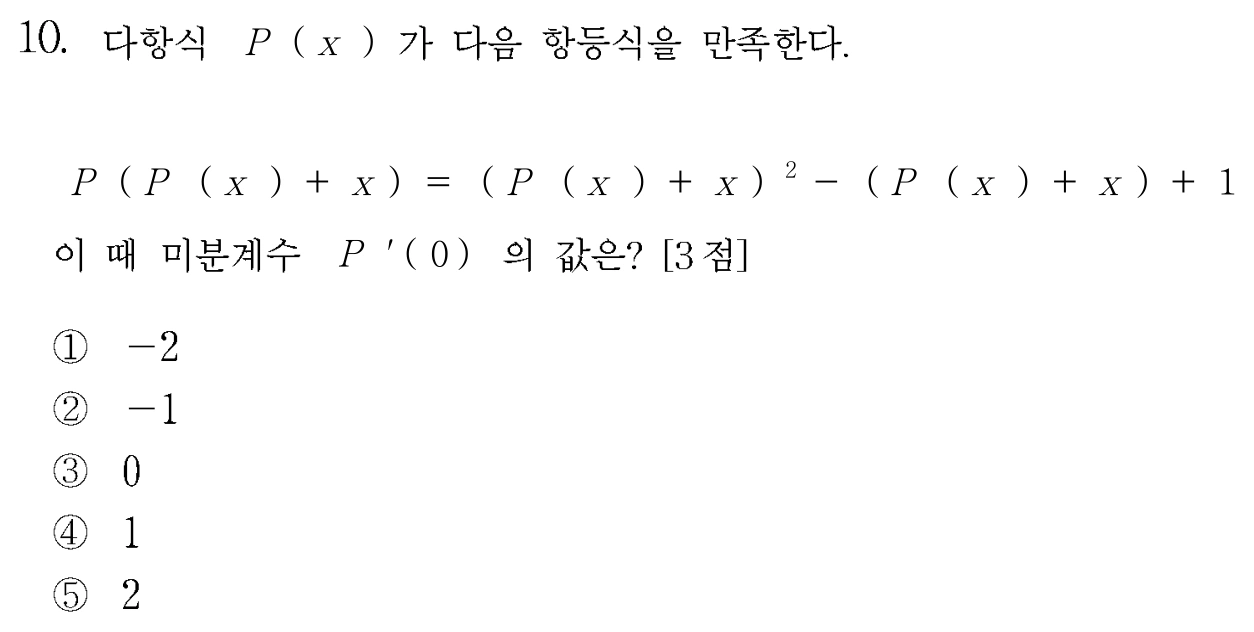 10. 다항식 P ( x ) 가 다음 항등식을 만족한다.
P ( P ( x ) + x ) = ( P ( x ) + x ) ² − ( P ( x ) + x ) + 1
이 때 미분계수 P ′( 0 ) 의 값은? [3점]
① −2
② −1
③ 0
④ 1
⑤ 2